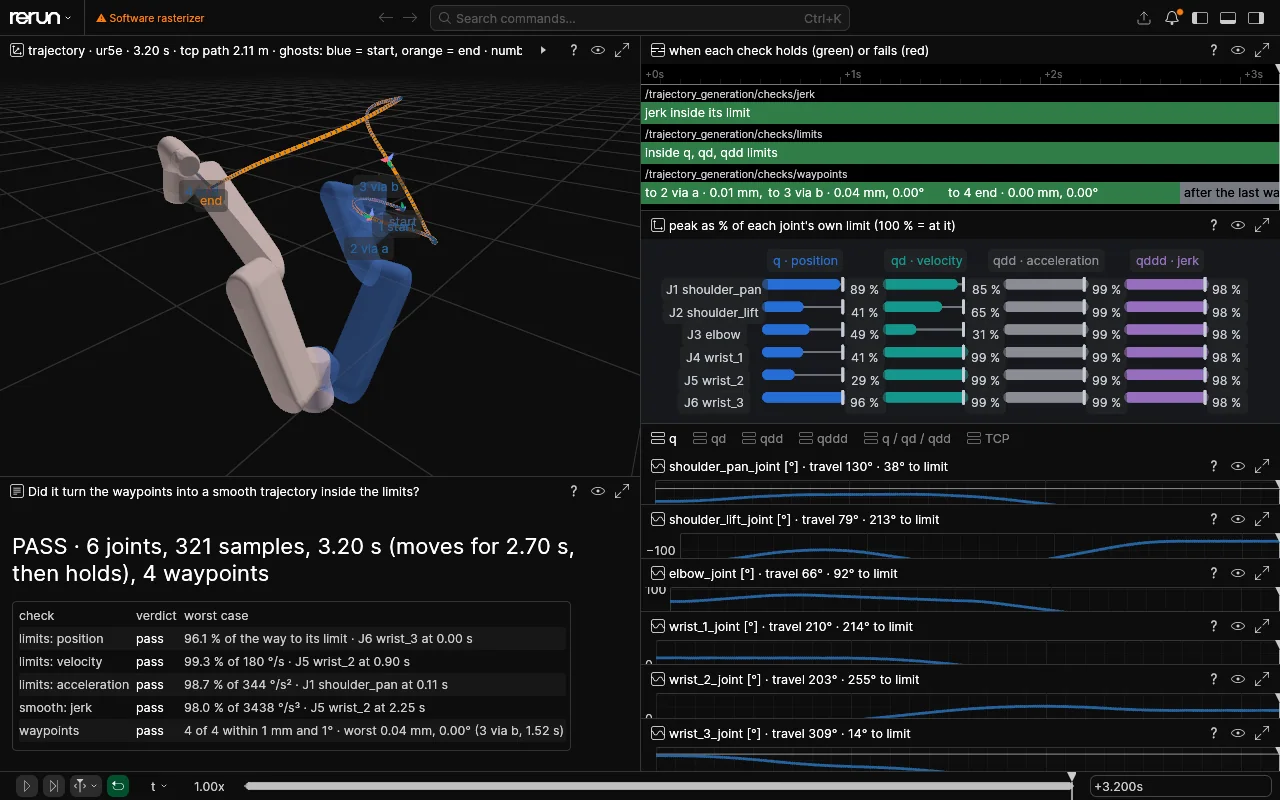 rerun
Software rasterizer
Search commands...
Ctrl+K
trajectory · ur5e · 3.20 s · tcp path 2.11 m · ghosts: blue = start, orange = end · numb
?
3 via b
end
start
1 start
2 via a
Did it turn the waypoints into a smooth trajectory inside the limits?
?
PASS · 6 joints, 321 samples, 3.20 s (moves for 2.70 s,
then holds), 4 waypoints
check verdict worst case
limits: position pass 96.1 % of the way to its limit · J6 wrist_3 at 0.00 s
limits: velocity pass 99.3 % of 180 °/s · J5 wrist_2 at 0.90 s
limits: acceleration pass 98.7 % of 344 °/s² · J1 shoulder_pan at 0.11 s
smooth: jerk pass 98.0 % of 3438 °/s³ · J5 wrist_2 at 2.25 s
waypoints pass 4 of 4 within 1 mm and 1° · worst 0.04 mm, 0.00° (3 via b, 1.52 s)
when each check holds (green) or fails (red)
?
+0s +1s +2s +3s
/trajectory_generation/checks/jerk
jerk inside its limit
/trajectory_generation/checks/limits
inside q, qd, qdd limits
/trajectory_generation/checks/waypoints
to 2 via a · 0.01 mm, to 3 via b · 0.04 mm, 0.00° to 4 end · 0.00 mm, 0.00° after the last wa
peak as % of each joint's own limit (100 % = at it)
?
q · position qd · velocity qdd · acceleration qddd · jerk
J1 shoulder_pan 89 % 85 % 99 % 98 %
J2 shoulder_lift 41 % 65 % 99 % 98 %
J3 elbow 49 % 31 % 99 % 98 %
J4 wrist_1 41 % 99 % 99 % 98 %
J5 wrist_2 29 % 99 % 99 % 98 %
J6 wrist_3 96 % 99 % 99 % 98 %
q qd qdd qddd q / qd / qdd TCP
shoulder_pan_joint [°] · travel 130° · 38° to limit
?
shoulder_lift_joint [°] · travel 79° · 213° to limit
?
−100
elbow_joint [°] · travel 66° · 92° to limit
?
100
wrist_1_joint [°] · travel 210° · 214° to limit
?
0
wrist_2_joint [°] · travel 203° · 255° to limit
?
0
wrist_3_joint [°] · travel 309° · 14° to limit
?
t
1.00x
+3.200s